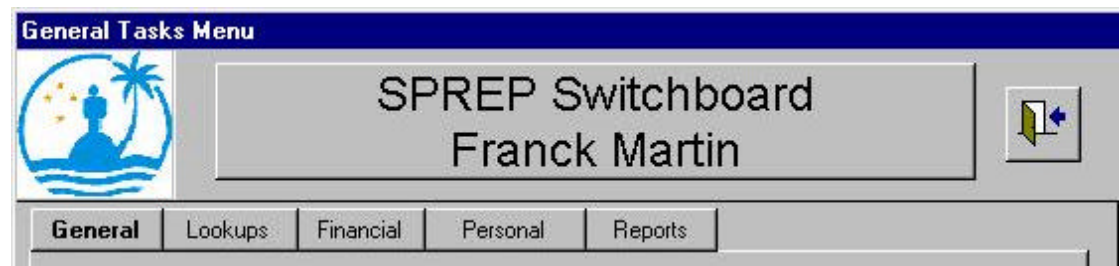 General Tasks Menu
SPREP Switchboard
Franck Martin
General Lookups Financial Personal Reports